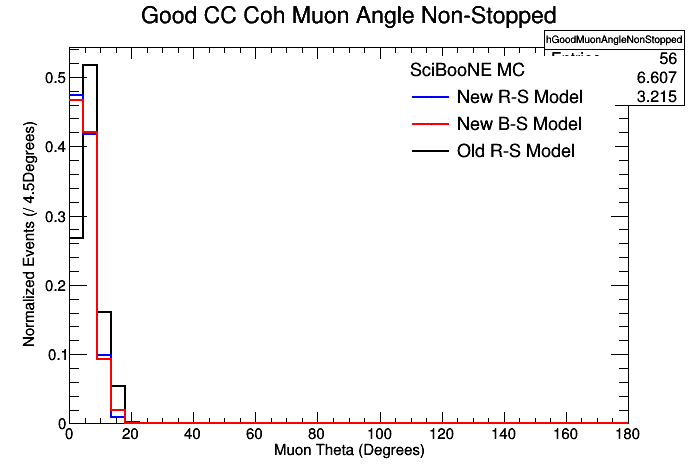 Good CC Coh Muon Angle Non-Stopped
hGoodMuonAngleNonStopped
56
6.607
3.215
SciBooNE MC
New R-S Model
New B-S Model
Old R-S Model
Normalized Events (/ 4.5Degrees)
0.5
0.4
0.3
0.2
0.1
0
0 20 40 60 80 100 120 140 160 180
Muon Theta (Degrees)